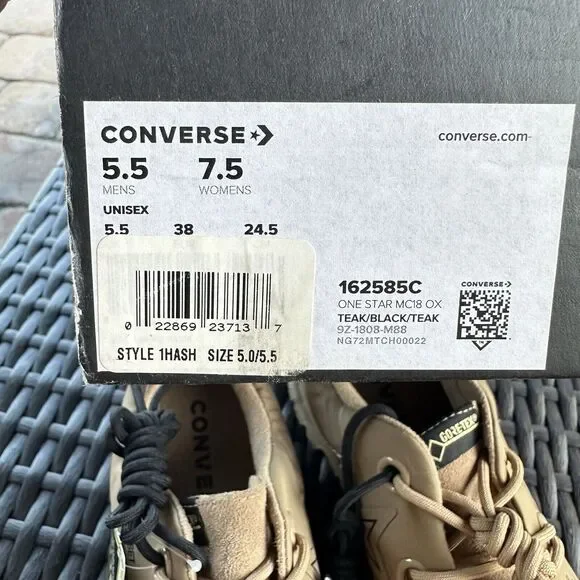 CONVERSE
converse.com
5.5 7.5
MENS WOMENS
UNISEX
5.5 38 24.5
0 22869 23713 7
STYLE 1HASH SIZE 5.0/5.5
CONVERSE
162585C
ONE STAR MC18 OX
TEAK/BLACK/TEAK
9Z-1808-M88
NG72MTCH00022
CONVERSE
GORE-TEX